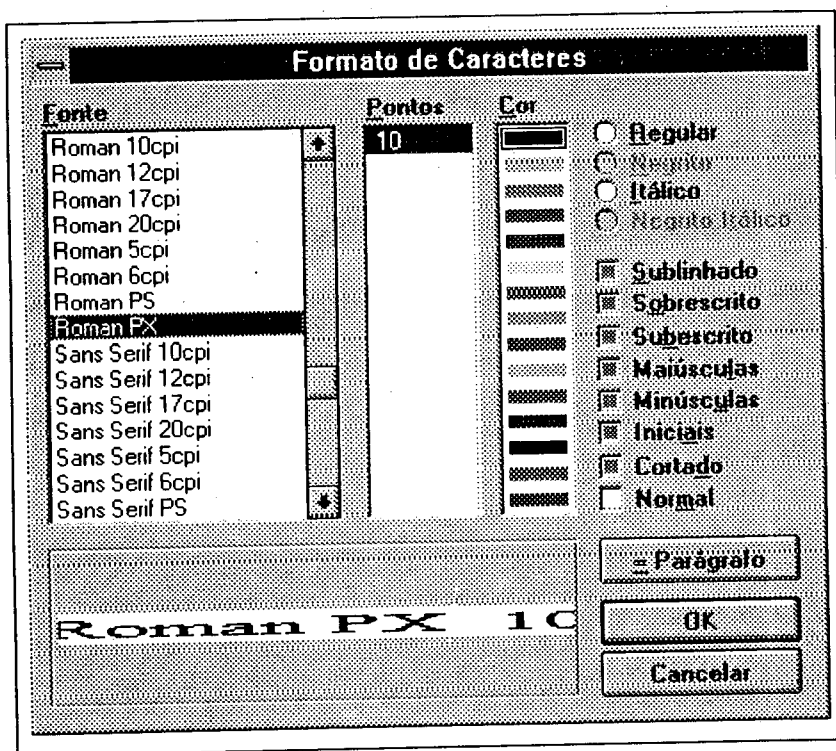 Formato de Caracteres
Fonte
Roman 10cpi
Roman 12cpi
Roman 17cpi
Roman 20cpi
Roman 5cpi
Roman 6cpi
Roman PS
Roman PX
Sans Serif 10cpi
Sans Serif 12cpi
Sans Serif 17cpi
Sans Serif 20cpi
Sans Serif 5cpi
Sans Serif 6cpi
Sans Serif PS
Pontos
10
Cor
Regular
Negrito
Itálico
Negrito Itálico
Sublinhado
Sobrescrito
Subescrito
Maiúsculas
Minúsculas
Iniciais
Cortado
Normal
Roman PX 10
= Parágrafo
OK
Cancelar